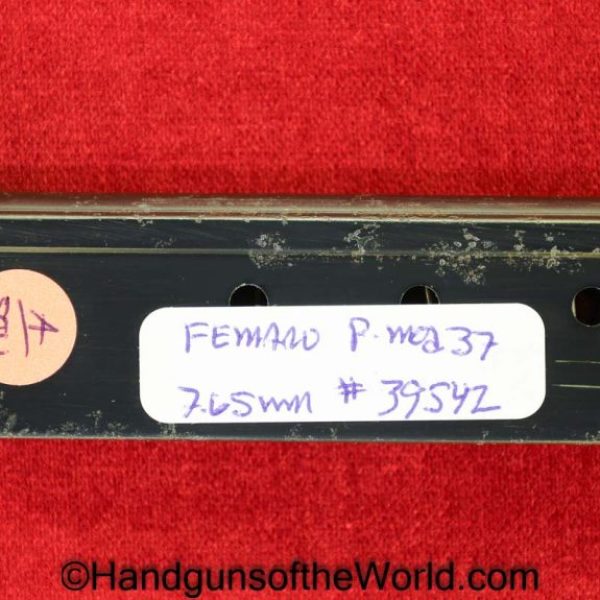 FEMARU P. mod 37
7.65mm # 39542
©HandgunsoftheWorld.com